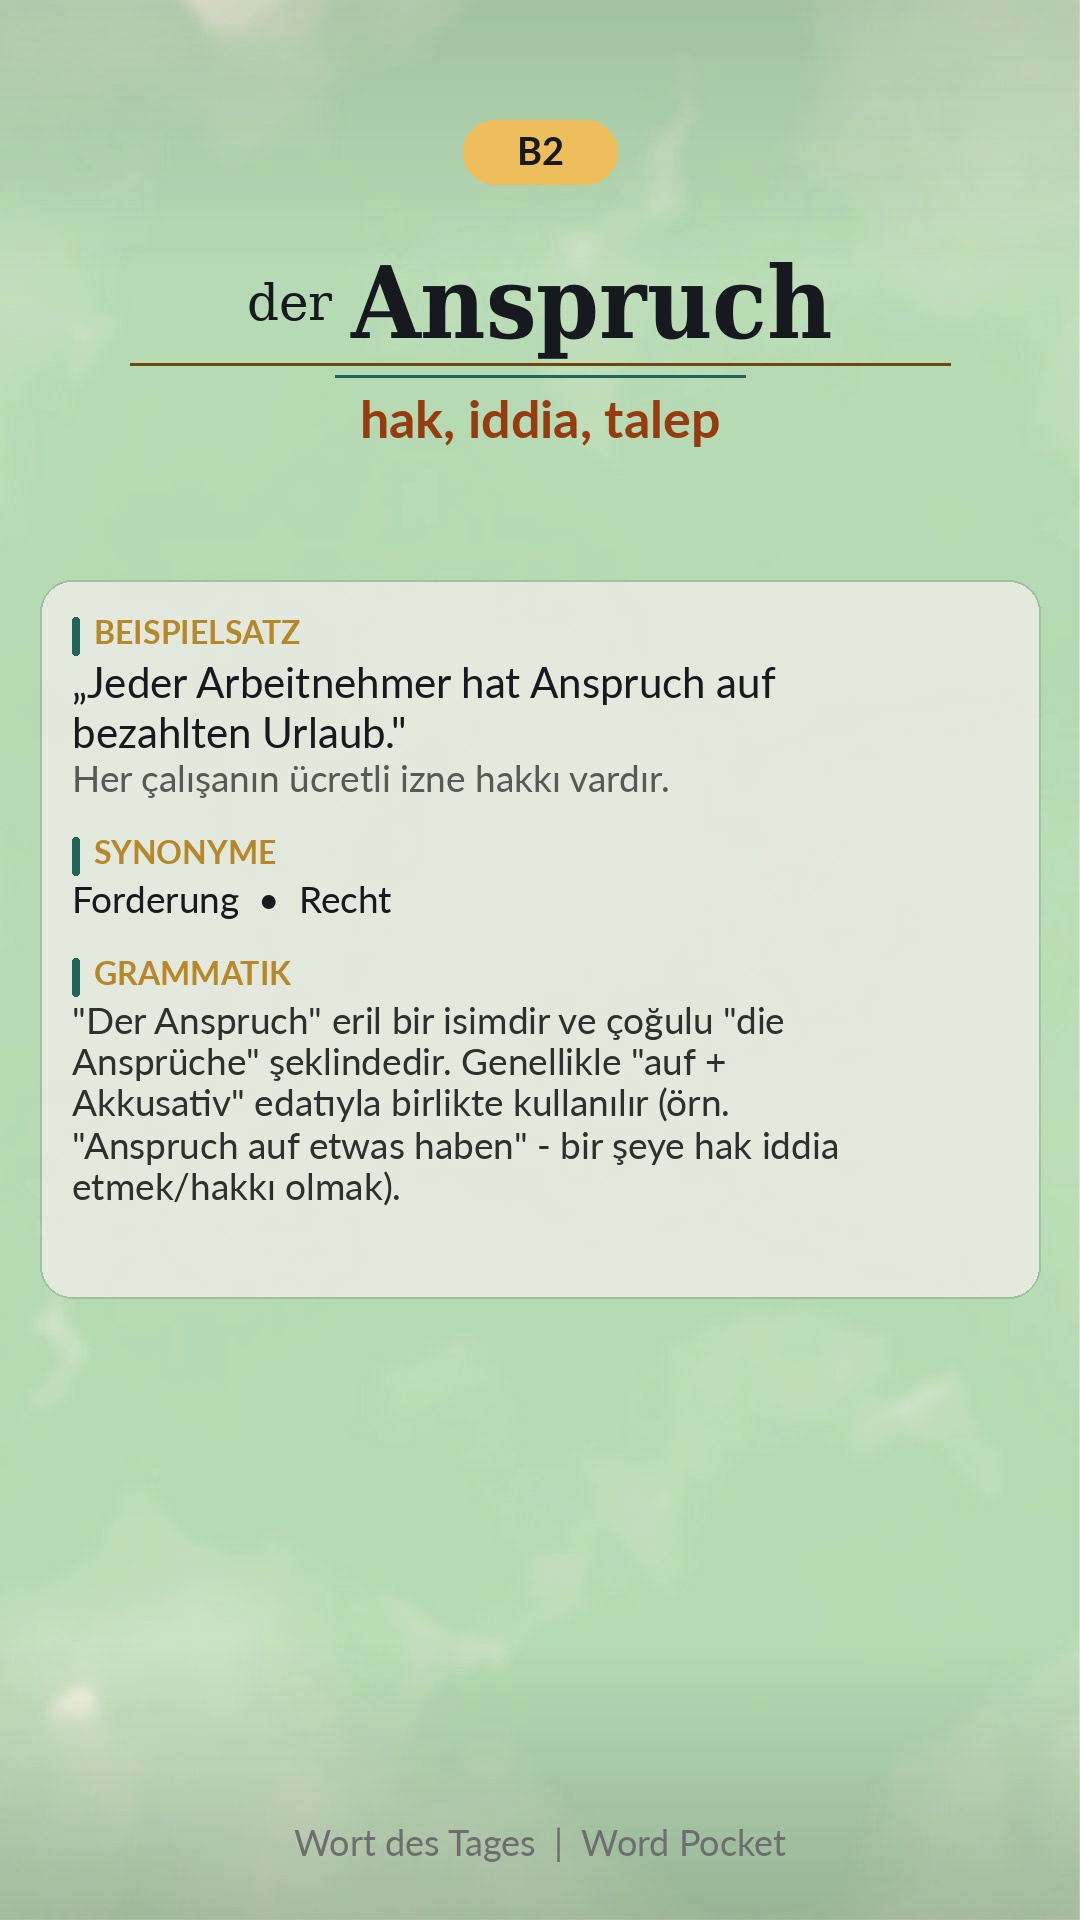 B2
der Anspruch
hak, iddia, talep
BEISPIELSATZ
„Jeder Arbeitnehmer hat Anspruch auf
bezahlten Urlaub."
Her çalışanın ücretli izne hakkı vardır.
SYNONYME
Forderung • Recht
GRAMMATIK
"Der Anspruch" eril bir isimdir ve çoğulu "die
Ansprüche" şeklindedir. Genellikle "auf +
Akkusativ" edatıyla birlikte kullanılır (örn.
"Anspruch auf etwas haben" - bir şeye hak iddia
etmek/hakkı olmak).
Wort des Tages | Word Pocket